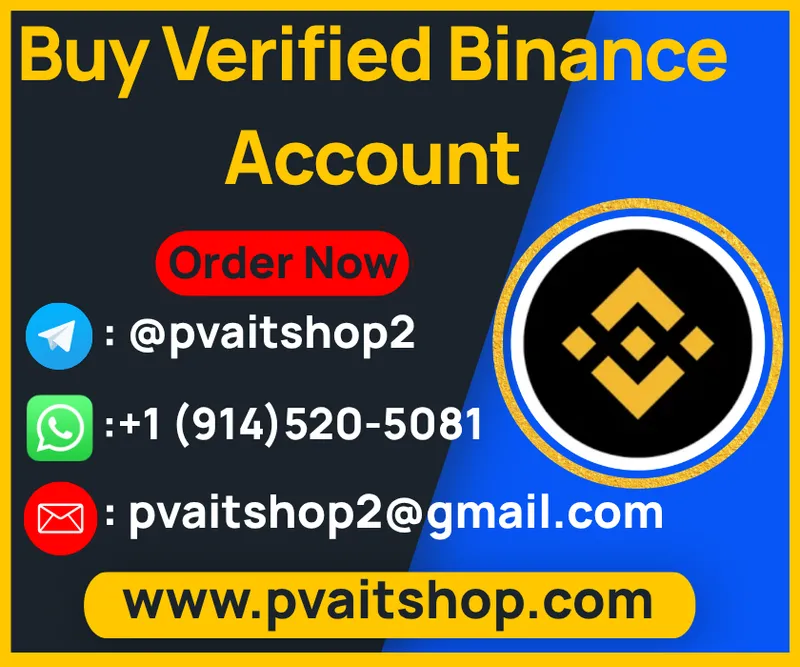 Buy Verified Binance
Account
Order Now
: @pvaitshop2
:+1 (914)520-5081
: pvaitshop2@gmail.com
www.pvaitshop.com